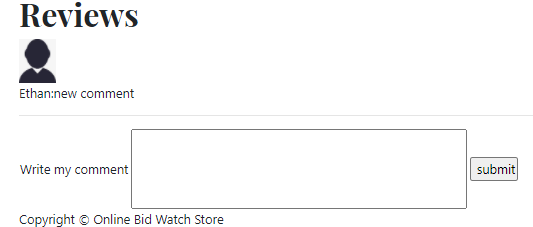 Reviews
Ethan:new comment
Write my comment submit
Copyright © Online Bid Watch Store